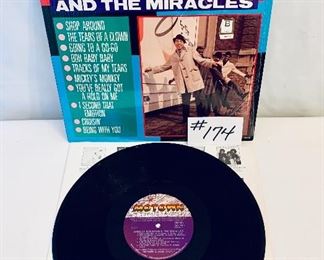 AND THE MIRACLES
SHOP AROUND
THE TEARS OF A CLOWN
GOING TO A GO-GO
OOH BABY BABY
TRACKS OF MY TEARS
MICKEY'S MONKEY
YOU'VE REALLY GOT
A HOLD ON ME
I SECOND THAT
EMOTION
CRUISIN'
BEING WITH YOU
#174
MOTOWN